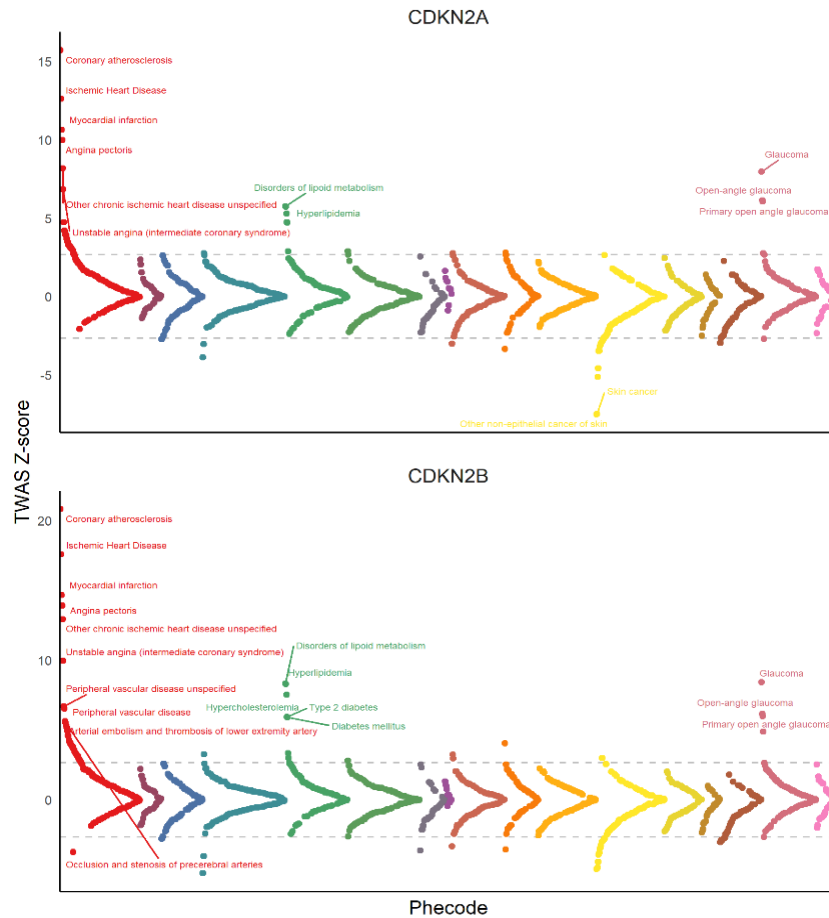 CDKN2A
15
Coronary atherosclerosis
Ischemic Heart Disease
Myocardial infarction
10
Angina pectoris
Glaucoma
Disorders of lipoid metabolism
Open-angle glaucoma
Other chronic ischemic heart disease unspecified
Hyperlipidemia
Primary open angle glaucoma
5
Unstable angina (intermediate coronary syndrome)
0
-5
Skin cancer
Other non-epithelial cancer of skin
TWAS Z-score
CDKN2B
20
Coronary atherosclerosis
Ischemic Heart Disease
Myocardial infarction
Angina pectoris
Other chronic ischemic heart disease unspecified
Disorders of lipoid metabolism
Unstable angina (intermediate coronary syndrome)
10
Hyperlipidemia
Glaucoma
Peripheral vascular disease unspecified
Open-angle glaucoma
Hypercholesterolemia
Type 2 diabetes
Peripheral vascular disease
Diabetes mellitus
Primary open angle glaucoma
Arterial embolism and thrombosis of lower extremity artery
0
Occlusion and stenosis of precerebral arteries
Phecode